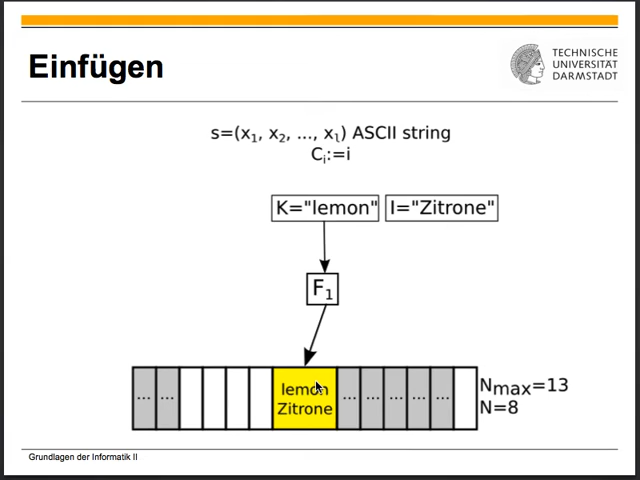 Einfügen
TECHNISCHE
UNIVERSITÄT
DARMSTADT
s=(x₁, x₂, ..., xₗ) ASCII string
Cᵢ:=i
K="lemon" I="Zitrone"
F₁
... ... lemon ... ... ... ... ...
Zitrone
Nmax=13
N=8
Grundlagen der Informatik II